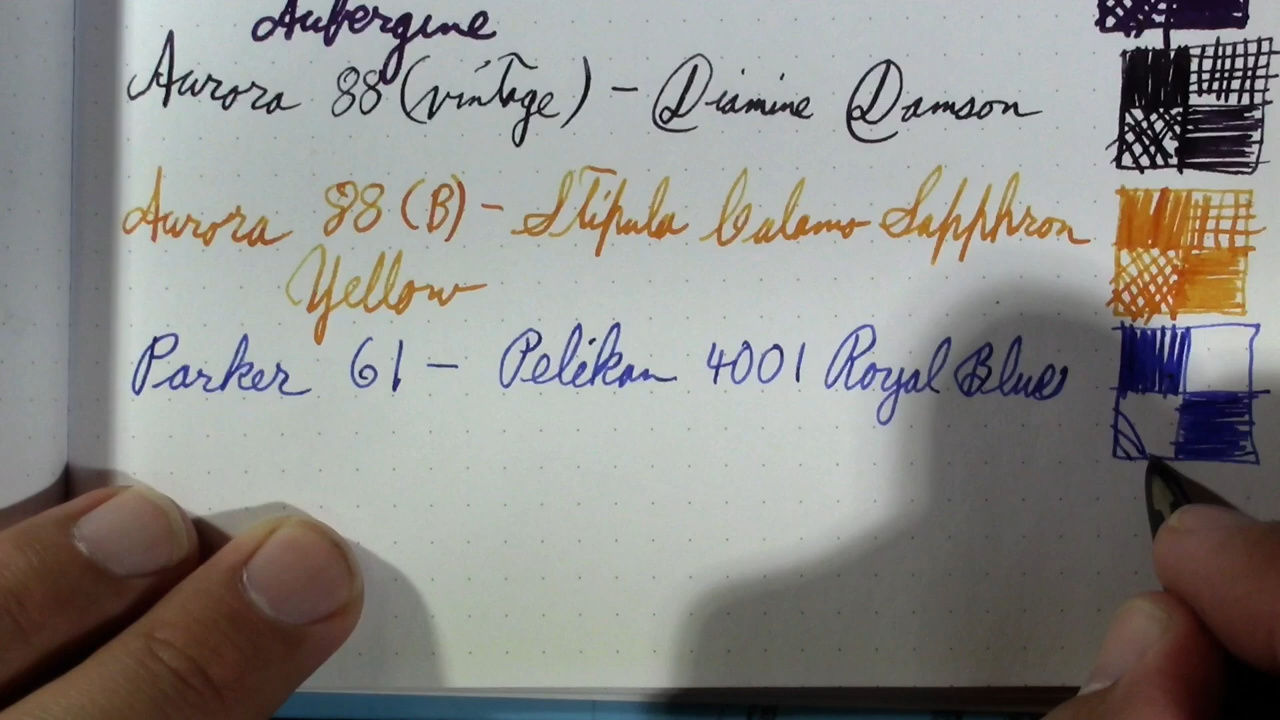 Aubergine
Aurora 88 (vintage) - Diamine Damson
Aurora 88 (B) - Stipula Calamo Sapphron
Yellow
Parker 61 - Pelikan 4001 Royal Blue